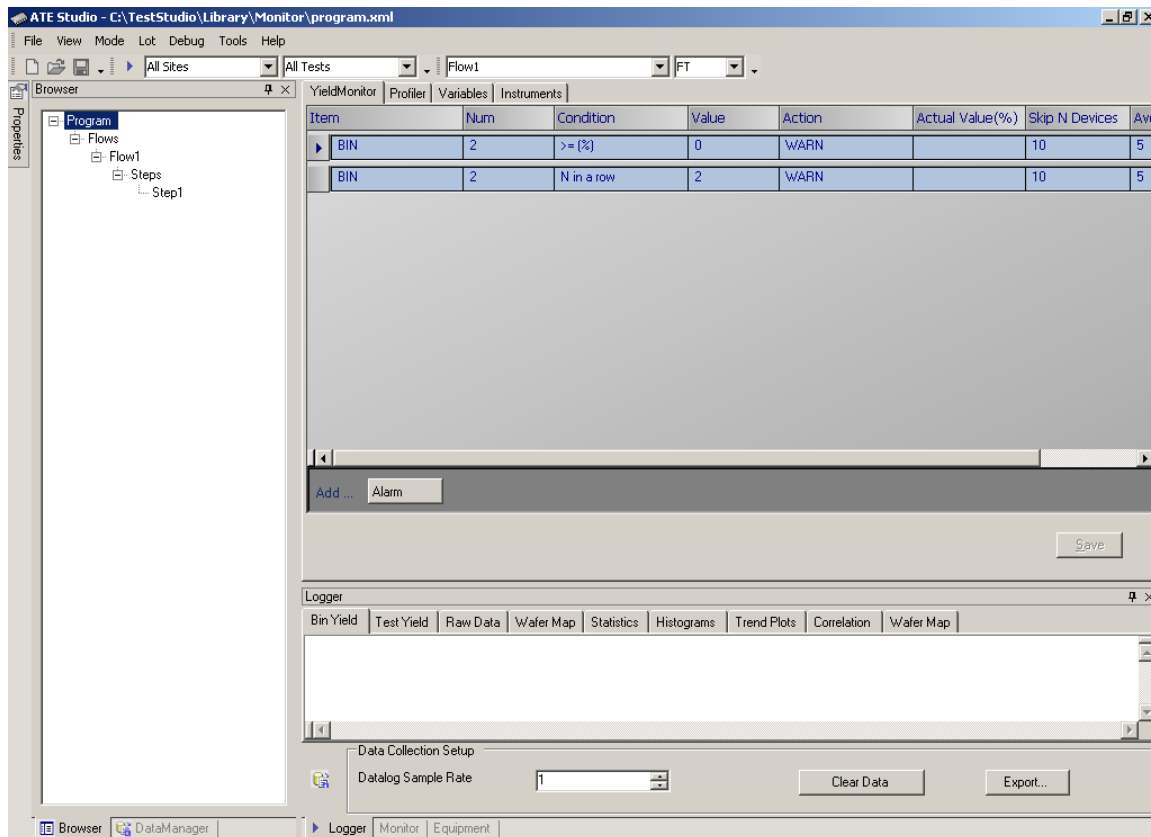 ATE Studio - C:\TestStudio\Library\Monitor\program.xml
File View Mode Lot Debug Tools Help
All Sites All Tests Flow1 FT
Properties
Browser
Program
Flows
Flow1
Steps
Step1
YieldMonitor Profiler Variables Instruments
Item Num Condition Value Action Actual Value(%) Skip N Devices
BIN 2 >= (%) 0 WARN 10 5
BIN 2 N in a row 2 WARN 10 5
Add ... Alarm
Save
Logger
Bin Yield Test Yield Raw Data Wafer Map Statistics Histograms Trend Plots Correlation Wafer Map
Data Collection Setup
Datalog Sample Rate 1 Clear Data Export...
Browser DataManager Logger Monitor Equipment